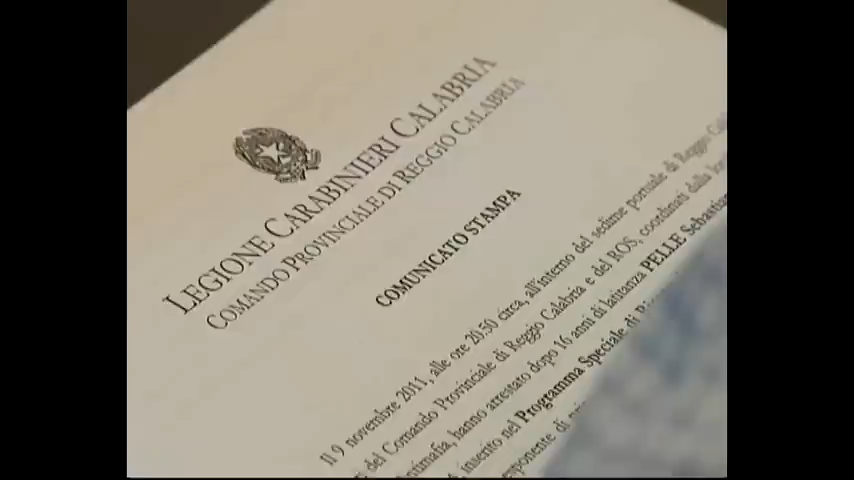 LEGIONE CARABINIERI CALABRIA
COMANDO PROVINCIALE DI REGGIO CALABRIA
COMUNICATO STAMPA
Il 9 novembre 2011, alle ore 20.50 circa, all'interno del sedime portuale di Reggio
del Comando Provinciale di Reggio Calabria e del ROS, coordinati dalla
hanno arrestato dopo 16 anni di latitanza PELLE
inserito nel Programma Speciale di
di